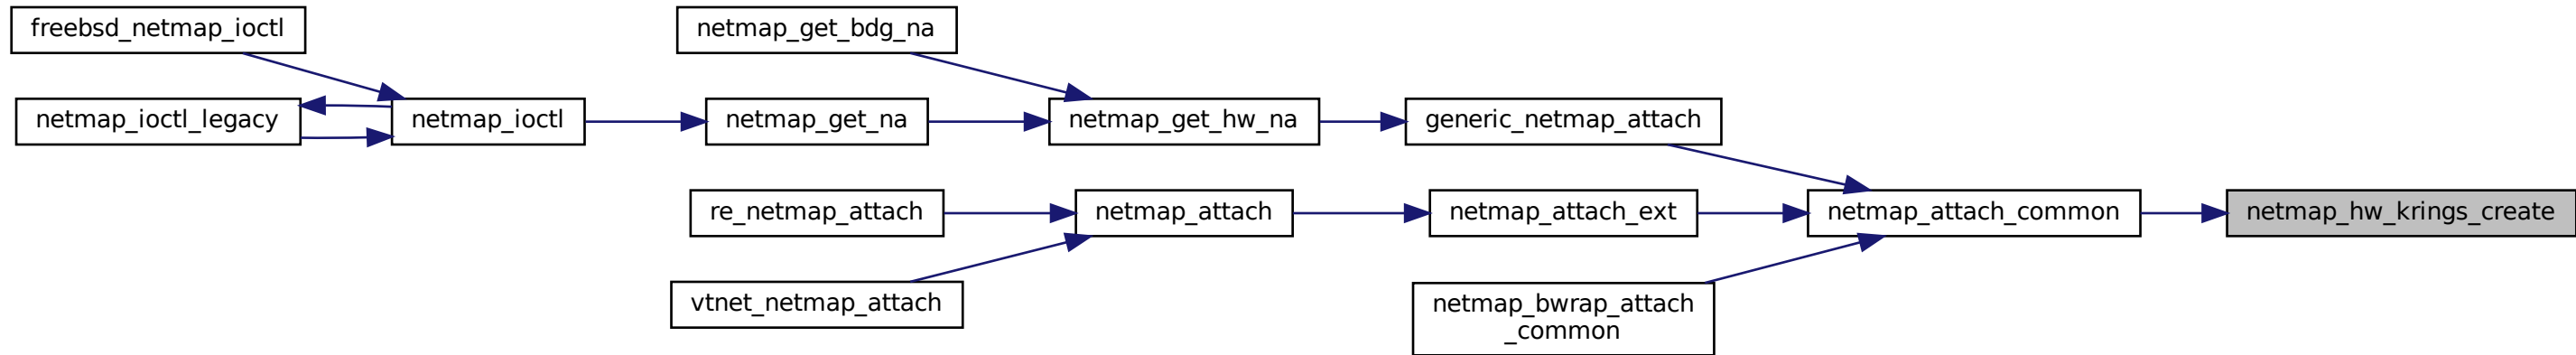 freebsd_netmap_ioctl
netmap_get_bdg_na
netmap_ioctl_legacy
netmap_ioctl
netmap_get_na
netmap_get_hw_na
generic_netmap_attach
re_netmap_attach
netmap_attach
netmap_attach_ext
netmap_attach_common
netmap_hw_krings_create
vtnet_netmap_attach
netmap_bwrap_attach
_common